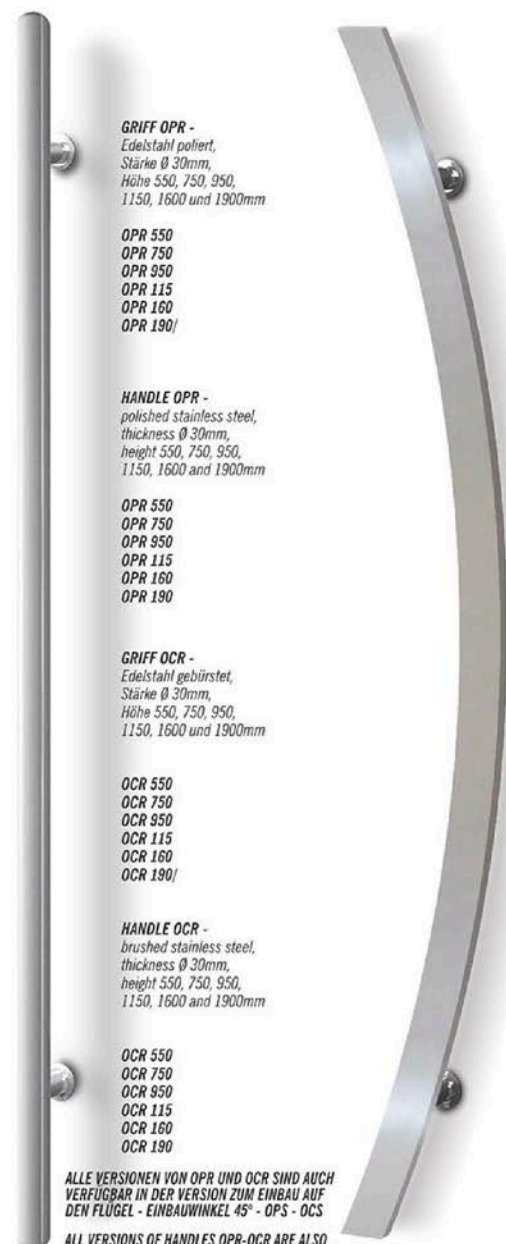 GRIFF OPR -
Edelstahl poliert,
Stärke Ø 30mm,
Höhe 550, 750, 950,
1150, 1600 und 1900mm
OPR 550
OPR 750
OPR 950
OPR 115
OPR 160
OPR 190/
HANDLE OPR -
polished stainless steel,
thickness Ø 30mm,
height 550, 750, 950,
1150, 1600 and 1900mm
OPR 550
OPR 750
OPR 950
OPR 115
OPR 160
OPR 190
GRIFF OCR -
Edelstahl gebürstet,
Stärke Ø 30mm,
Höhe 550, 750, 950,
1150, 1600 und 1900mm
OCR 550
OCR 750
OCR 950
OCR 115
OCR 160
OCR 190/
HANDLE OCR -
brushed stainless steel,
thickness Ø 30mm,
height 550, 750, 950,
1150, 1600 and 1900mm
OCR 550
OCR 750
OCR 950
OCR 115
OCR 160
OCR 190
ALLE VERSIONEN VON OPR UND OCR SIND AUCH
VERFÜGBAR IN DER VERSION ZUM EINBAU AUF
DEN FLÜGEL - EINBAUWINKEL 45° - OPS - OCS
ALL VERSIONS OF HANDLES OPR-OCR ARE ALSO